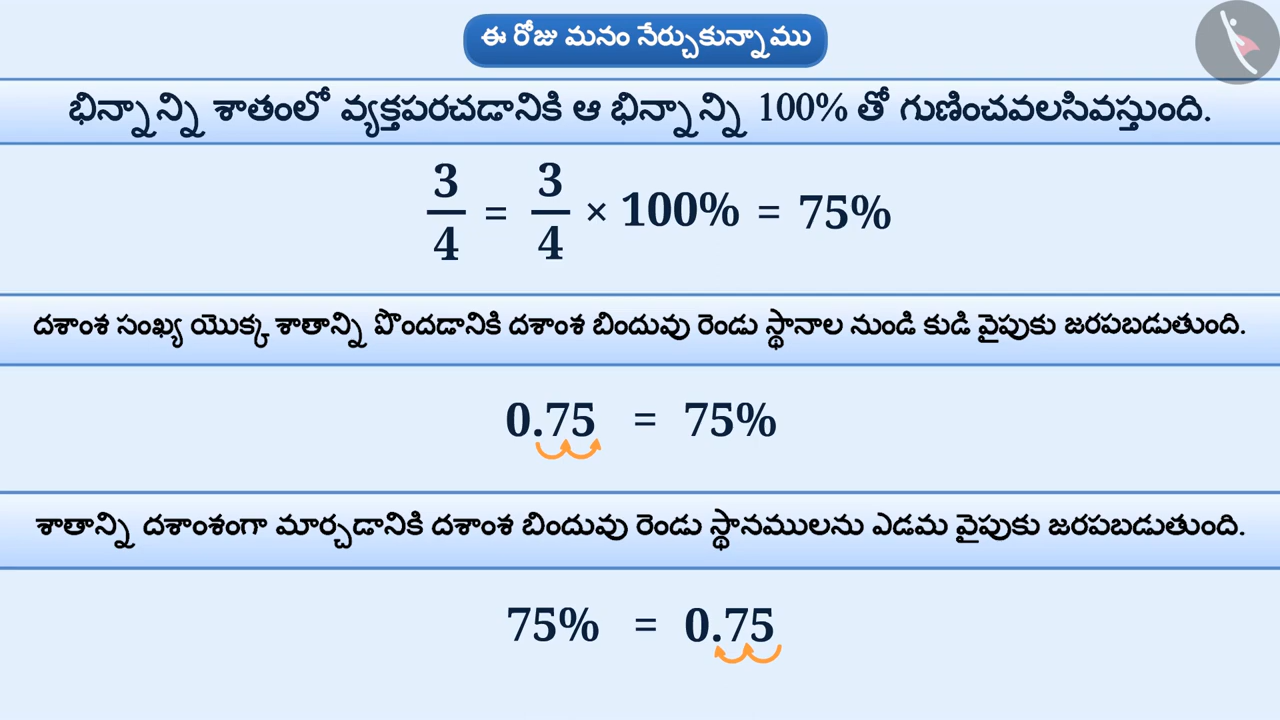 ఈ రోజు మనం నేర్చుకున్నాము
భిన్నాన్ని శాతంలో వ్యక్తపరచడానికి ఆ భిన్నాన్ని 100% తో గుణించవలసివస్తుంది.
3/4 = 3/4 × 100% = 75%
దశాంశ సంఖ్య యొక్క శాతాన్ని పొందడానికి దశాంశ బిందువు రెండు స్థానాల నుండి కుడి వైపుకు జరపబడుతుంది.
0.75 = 75%
శాతాన్ని దశాంశంగా మార్చడానికి దశాంశ బిందువు రెండు స్థానములను ఎడమ వైపుకు జరపబడుతుంది.
75% = 0.75